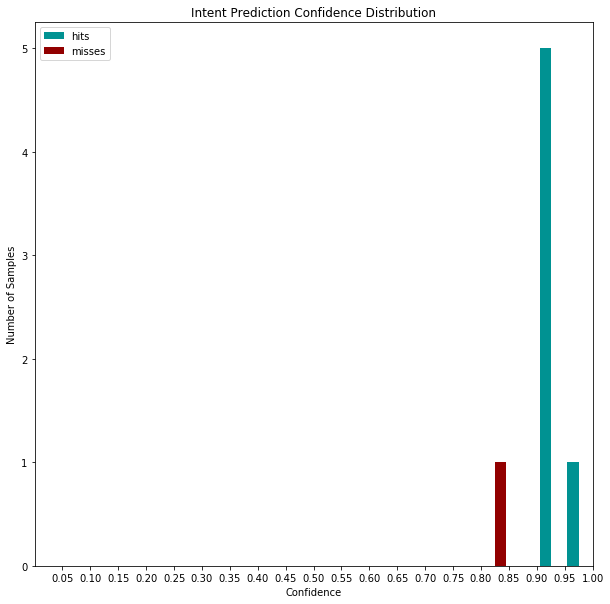 Intent Prediction Confidence Distribution
hits
misses
5
4
3
2
1
0
Number of Samples
0.05 0.10 0.15 0.20 0.25 0.30 0.35 0.40 0.45 0.50 0.55 0.60 0.65 0.70 0.75 0.80 0.85 0.90 0.95 1.00
Confidence